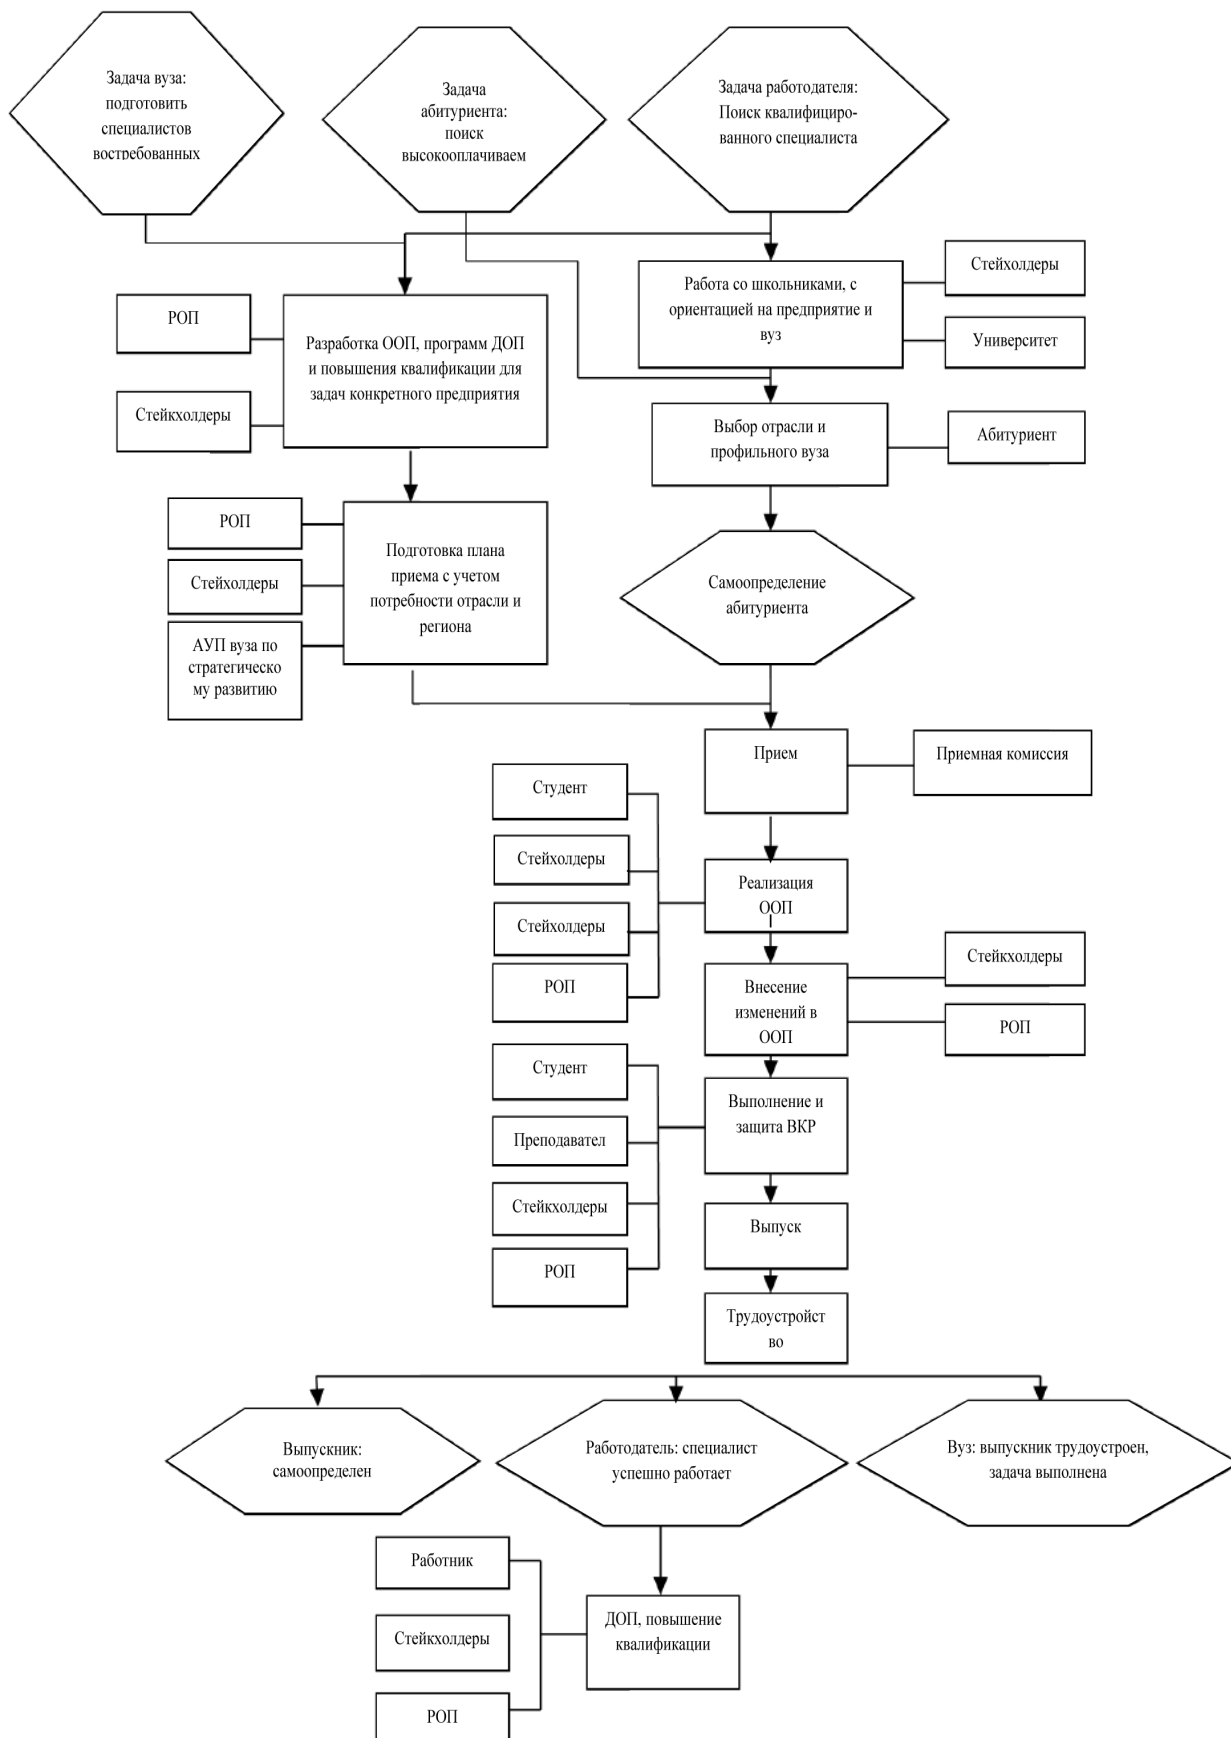 Задача вуза:
подготовить
специалистов
востребованных
Задача
абитуриента:
поиск
высокооплачиваем
Задача работодателя:
Поиск квалифициро-
ванного специалиста
Стейхолдеры
Работа со школьниками, с
ориентацией на предприятие и
вуз
Университет
РОП
Разработка ООП, программ ДОП
и повышения квалификации для
задач конкретного предприятия
Стейкхолдеры
Выбор отрасли и
профильного вуза
Абитуриент
РОП
Стейхолдеры
АУП вуза по
стратегическо
му развитию
Подготовка плана
приема с учетом
потребности отрасли и
региона
Самоопределение
абитуриента
Прием
Приемная комиссия
Студент
Стейхолдеры
Стейхолдеры
РОП
Реализация
ООП
Внесение
изменений в
ООП
Стейкхолдеры
РОП
Студент
Преподавател
Стейкхолдеры
РОП
Выполнение и
защита ВКР
Выпуск
Трудоустройст
во
Выпускник:
самоопределен
Работодатель: специалист
успешно работает
Вуз: выпускник трудоустроен,
задача выполнена
Работник
Стейкхолдеры
РОП
ДОП, повышение
квалификации